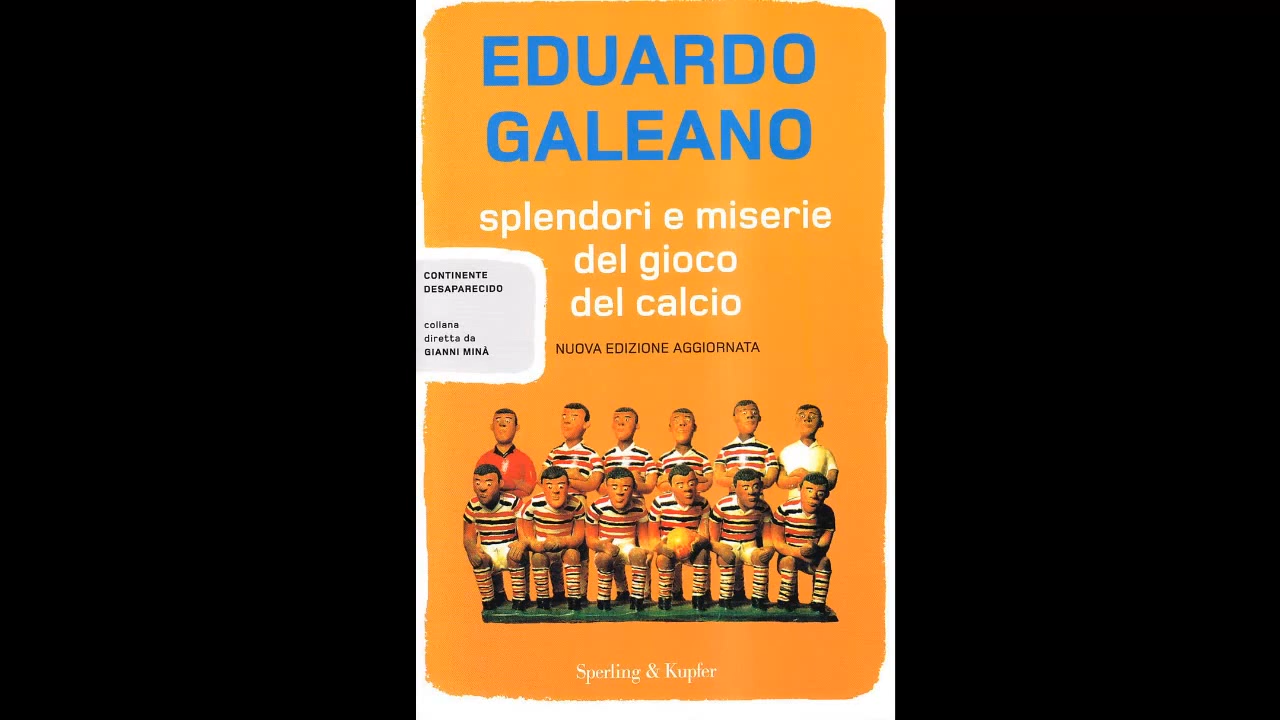 EDUARDO
GALEANO
splendori e miserie
del gioco
del calcio
NUOVA EDIZIONE AGGIORNATA
CONTINENTE
DESAPARECIDO
collana
diretta da
GIANNI MINÀ
Sperling & Kupfer